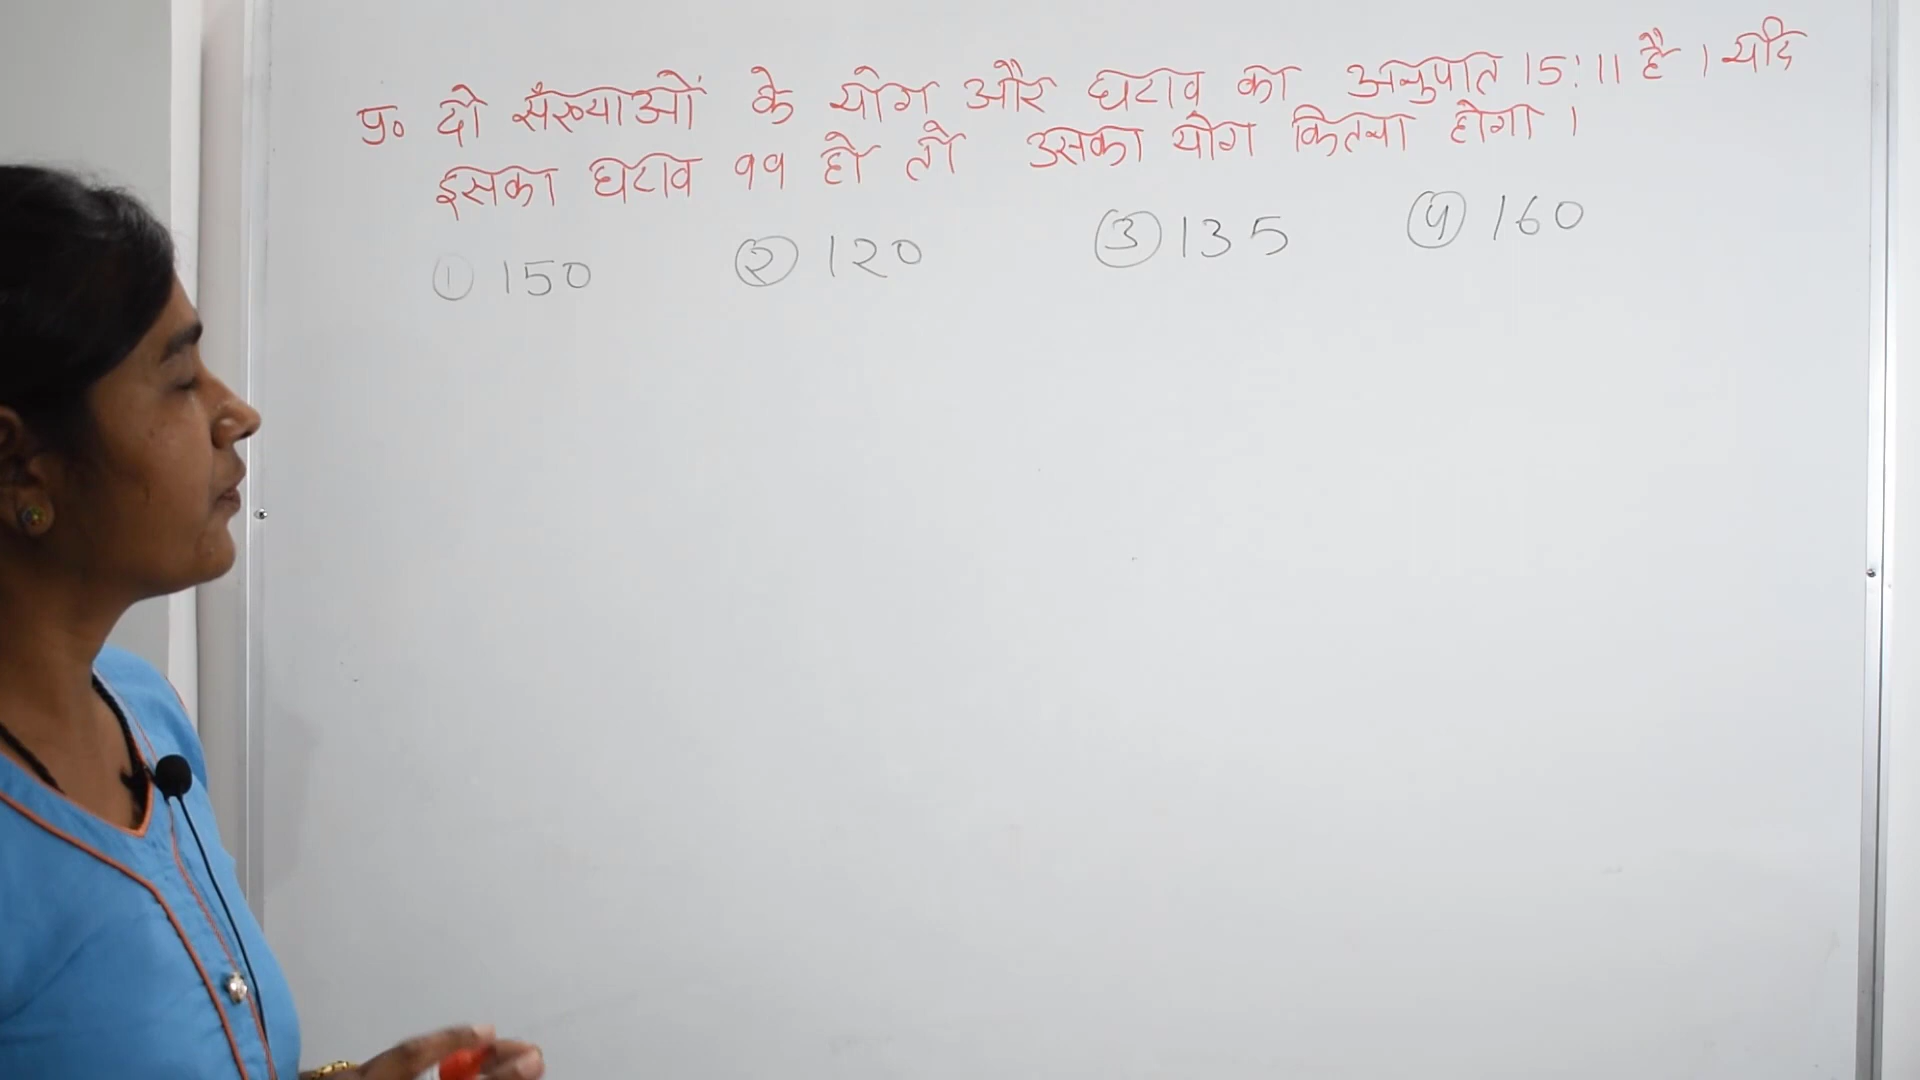 प्र० दो सँख्याओं के योग और घटाव का अनुपात 15:11 है । यदि
इसका घटाव 99 हो तो उसका योग कितना होगा ।
① 150 ② 120 ③ 135 ④ 160